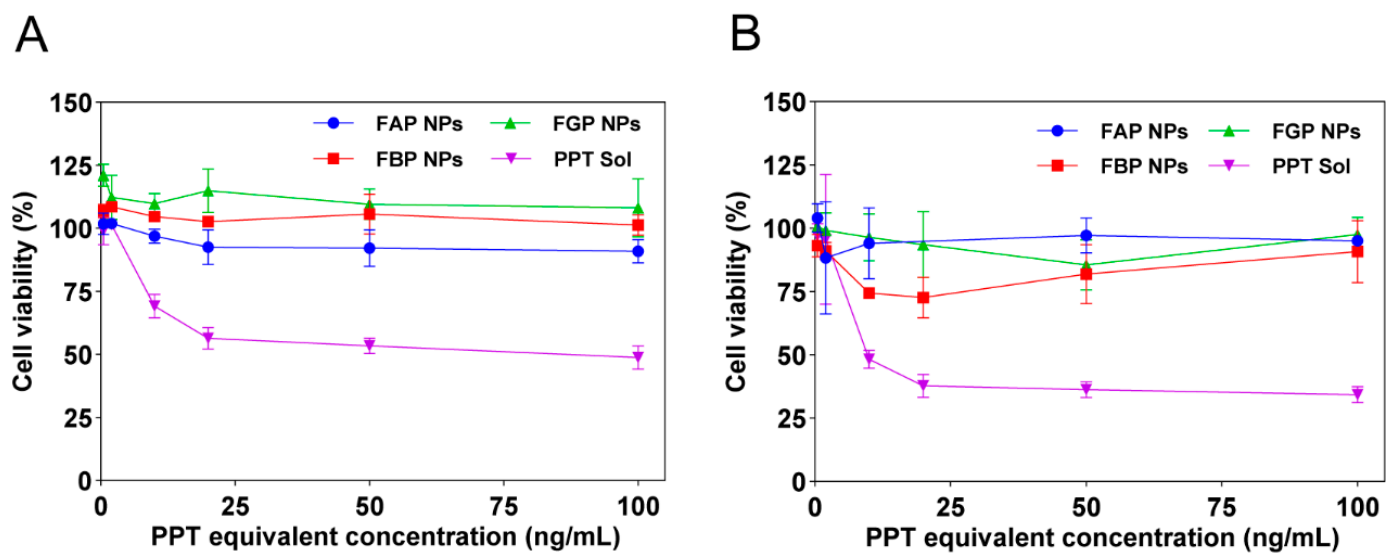 A
Cell viability (%)
150
125
100
75
50
25
0
FAP NPs
FGP NPs
FBP NPs
PPT Sol
0
25
50
75
100
PPT equivalent concentration (ng/mL)
B
Cell viability (%)
150
125
100
75
50
25
0
FAP NPs
FGP NPs
FBP NPs
PPT Sol
0
25
50
75
100
PPT equivalent concentration (ng/mL)